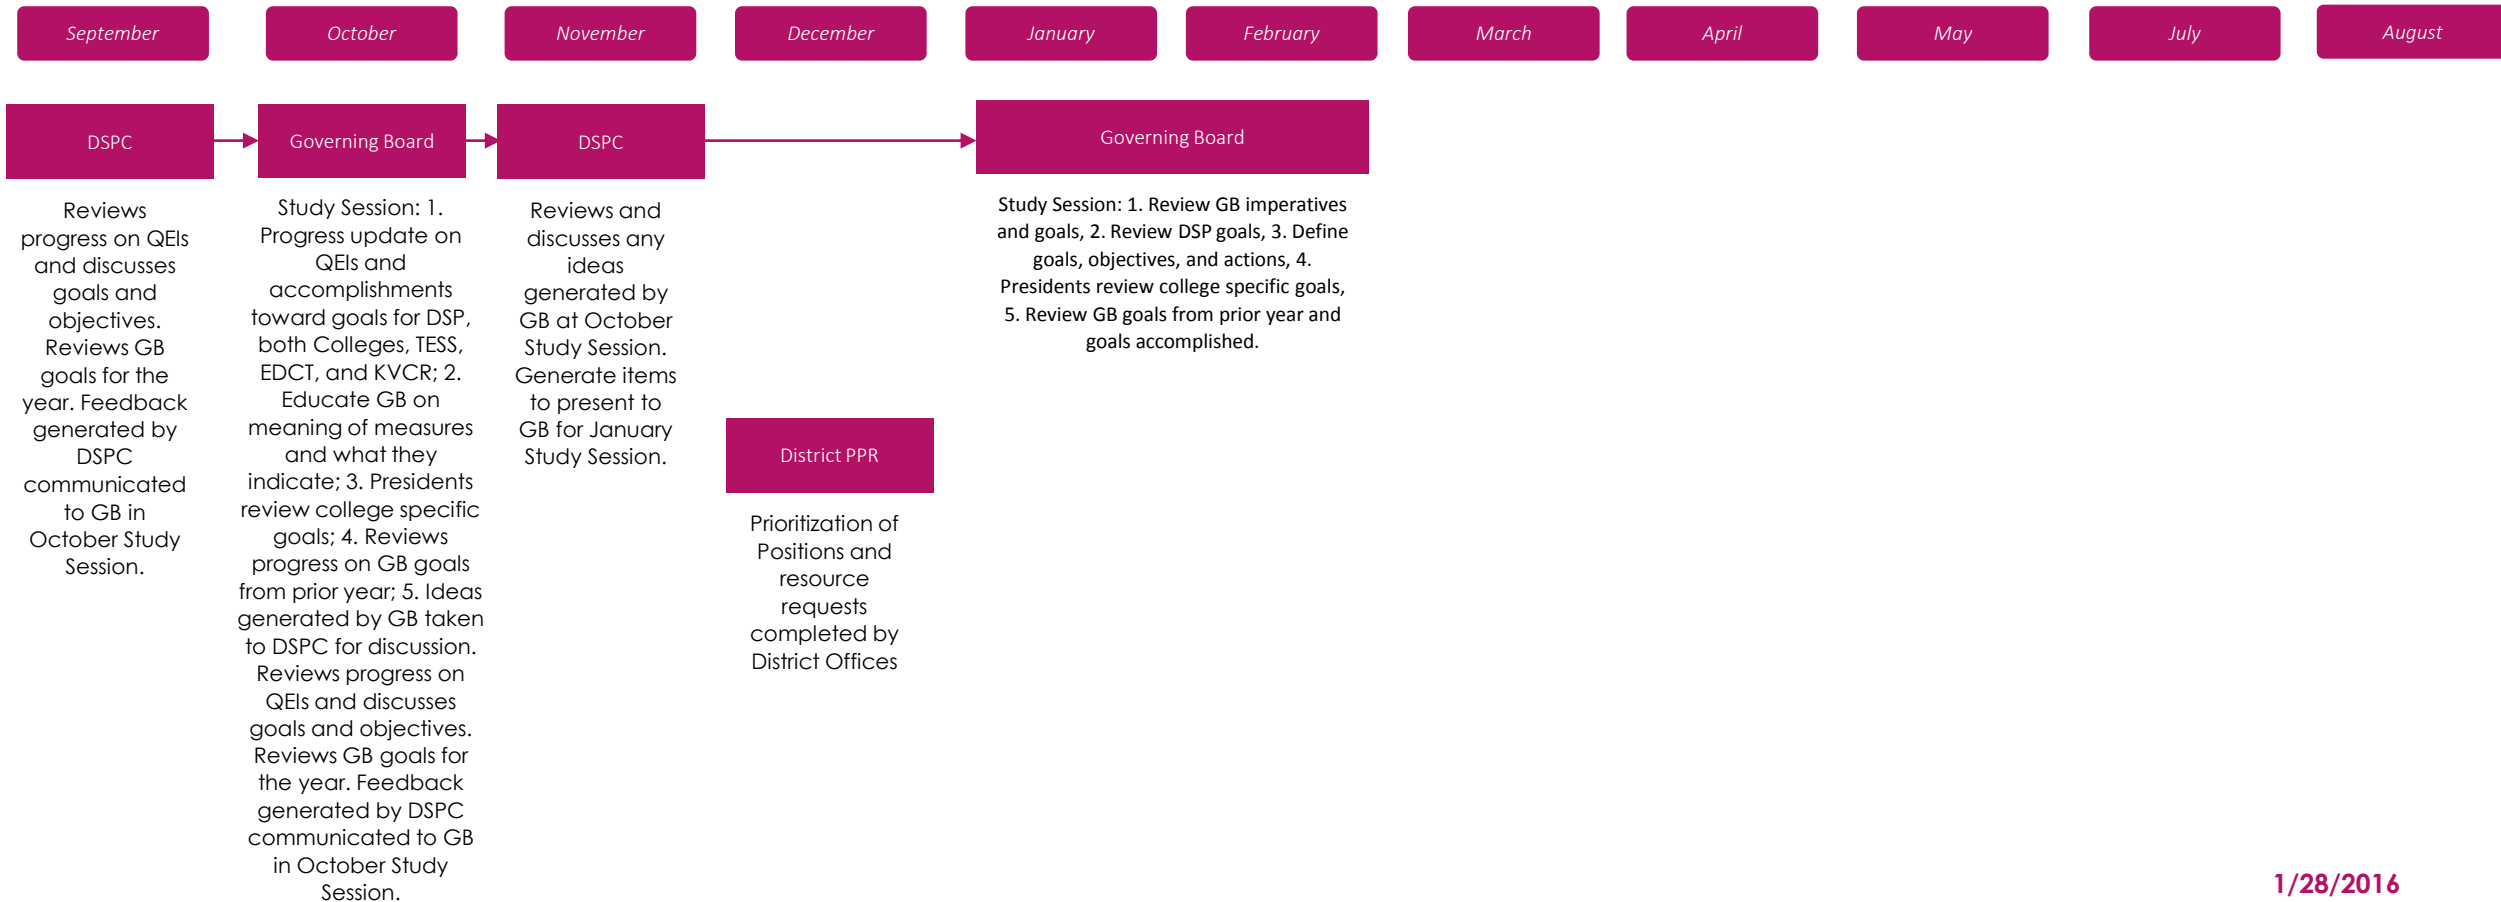 September
October
November
December
January
February
March
April
May
July
August
DSPC
Governing Board
DSPC
Governing Board
Reviews
progress on QEIs
and discusses
goals and
objectives.
Reviews GB
goals for the
year. Feedback
generated by
DSPC
communicated
to GB in
October Study
Session.
Study Session: 1.
Progress update on
QEIs and
accomplishments
toward goals for DSP,
both Colleges, TESS,
EDCT, and KVCR; 2.
Educate GB on
meaning of measures
and what they
indicate; 3. Presidents
review college specific
goals; 4. Reviews
progress on GB goals
from prior year; 5. Ideas
generated by GB taken
to DSPC for discussion.
Reviews progress on
QEIs and discusses
goals and objectives.
Reviews GB goals for
the year. Feedback
generated by DSPC
communicated to GB
in October Study
Session.
Reviews and
discusses any
ideas
generated by
GB at October
Study Session.
Generate items
to present to
GB for January
Study Session.
District PPR
Prioritization of
Positions and
resource
requests
completed by
District Offices
Study Session: 1. Review GB imperatives
and goals, 2. Review DSP goals, 3. Define
goals, objectives, and actions, 4.
Presidents review college specific goals,
5. Review GB goals from prior year and
goals accomplished.
1/28/2016